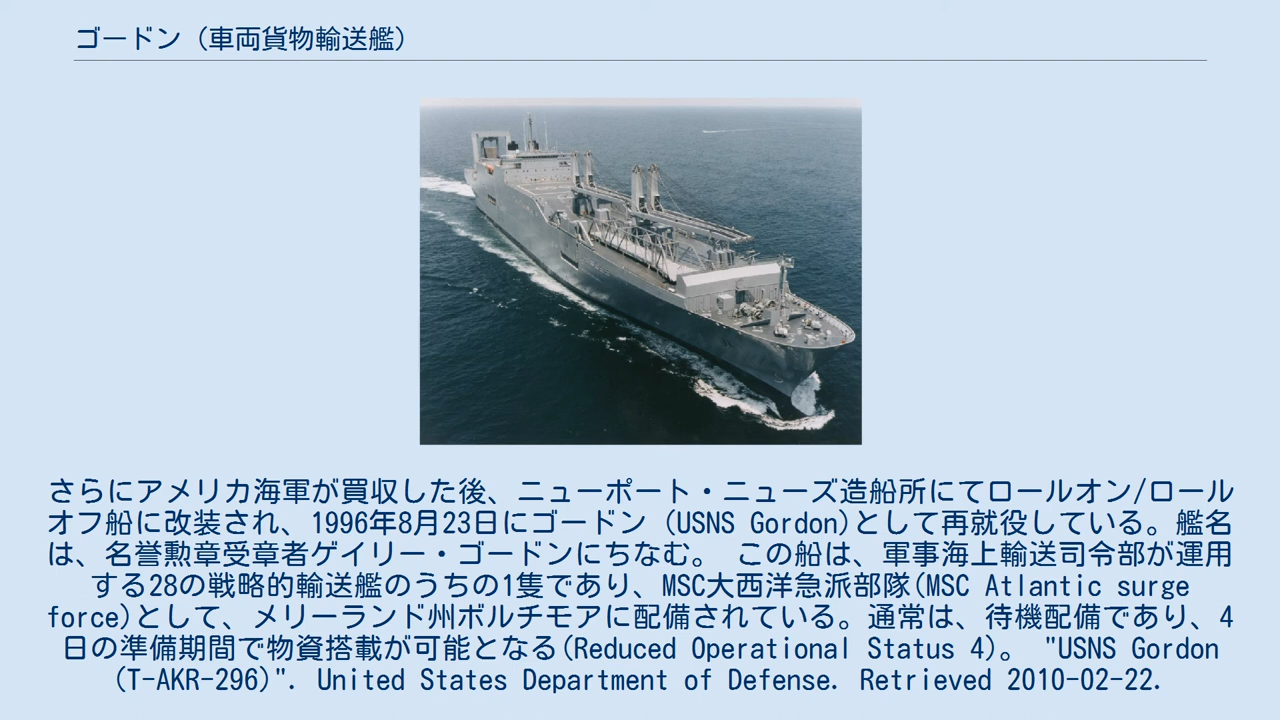 ゴードン（車両貨物輸送艦）
さらにアメリカ海軍が買収した後、ニューポート・ニューズ造船所にてロールオン/ロール
オフ船に改装され、1996年8月23日にゴードン（USNS Gordon)として再就役している。艦名
は、名誉勲章受章者ゲイリー・ゴードンにちなむ。 この船は、軍事海上輸送司令部が運用
する28の戦略的輸送艦のうちの1隻であり、MSC大西洋急派部隊(MSC Atlantic surge
force)として、メリーランド州ボルチモアに配備されている。通常は、待機配備であり、4
日の準備期間で物資搭載が可能となる(Reduced Operational Status 4)。 "USNS Gordon
(T-AKR-296)". United States Department of Defense. Retrieved 2010-02-22.